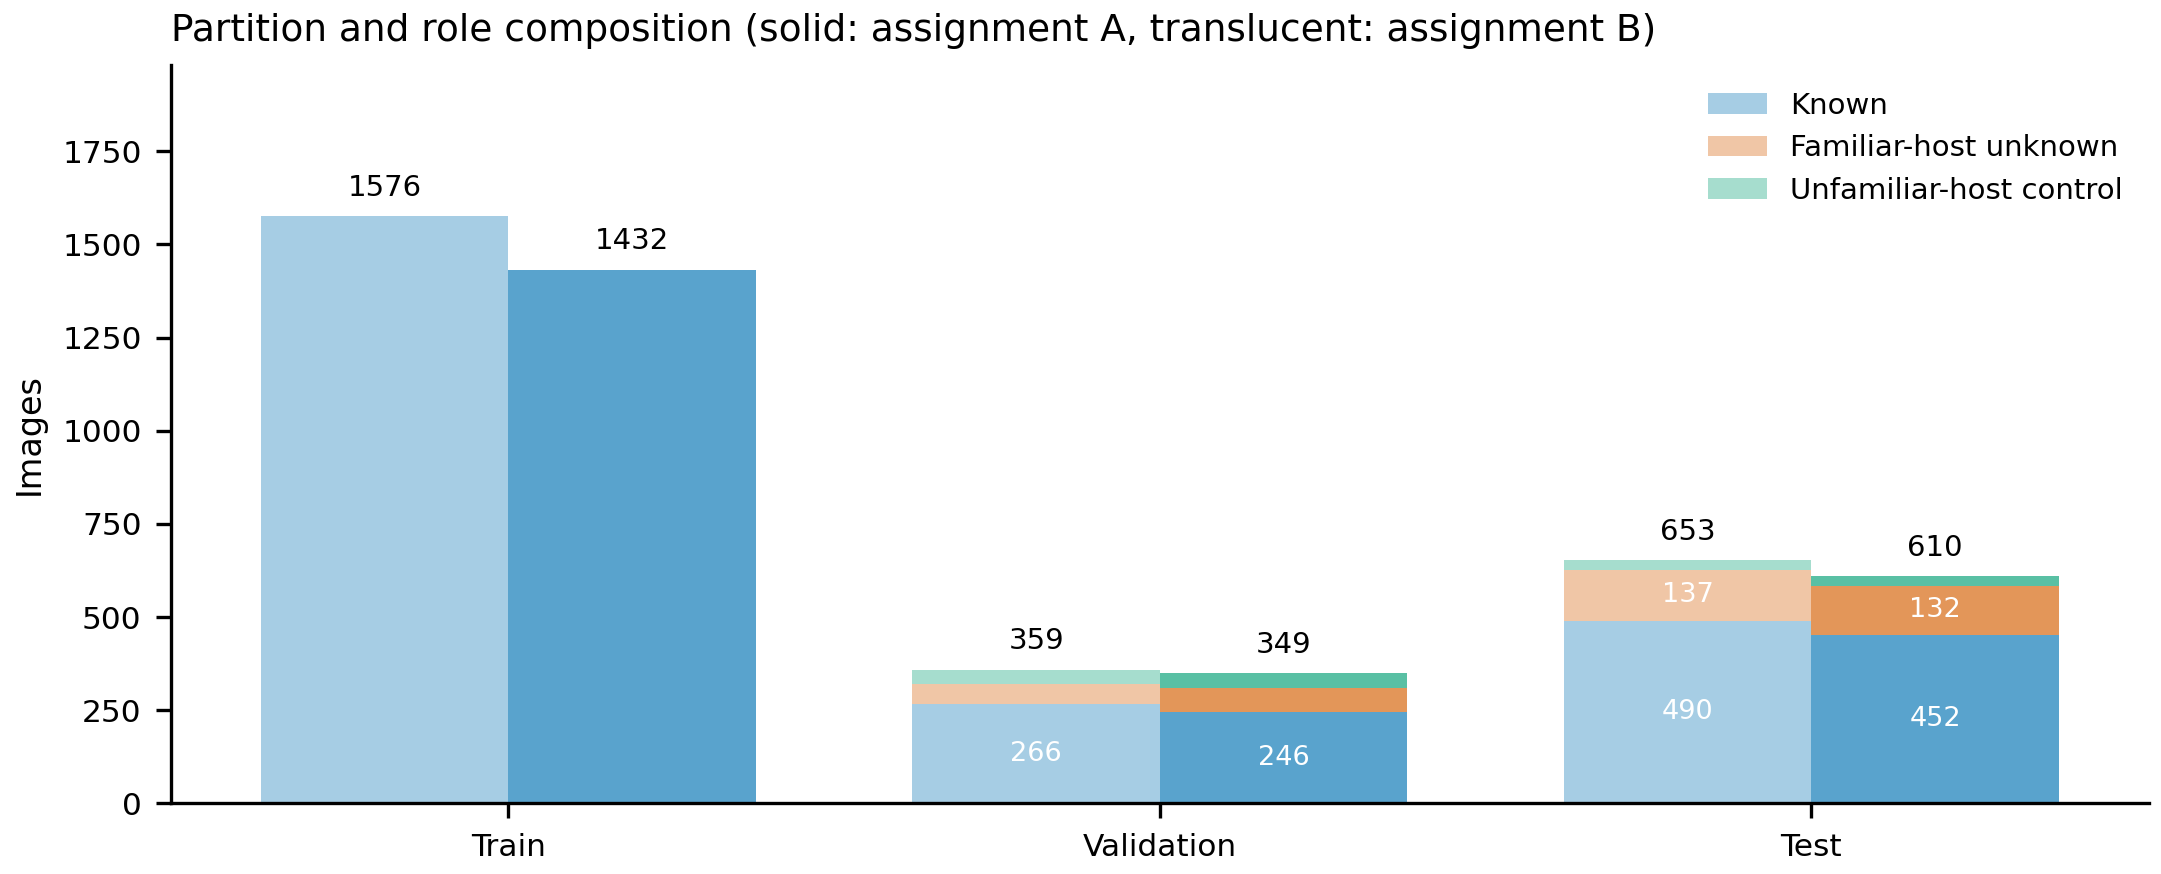 Partition and role composition (solid: assignment A, translucent: assignment B)
Known
Familiar-host unknown
Unfamiliar-host control
Images
1750
1500
1250
1000
750
500
250
0
1576
1432
359
349
266
246
653
610
137
132
490
452
Train
Validation
Test